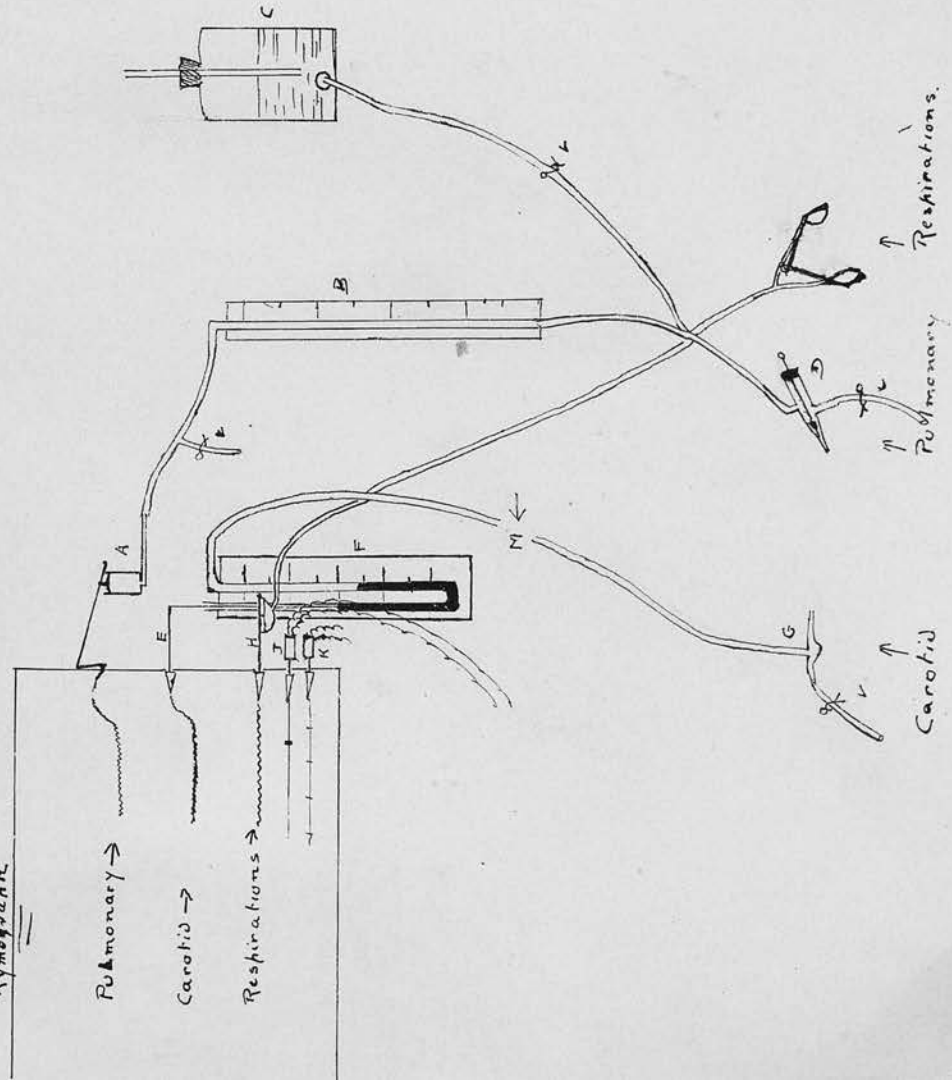 Kymograph
C
B
A
L
L
Pulmonary →
E
F
Carotid →
H
Respirations →
J
K
M
D
L
G
L
Carotid
Pulmonary
Respirations.